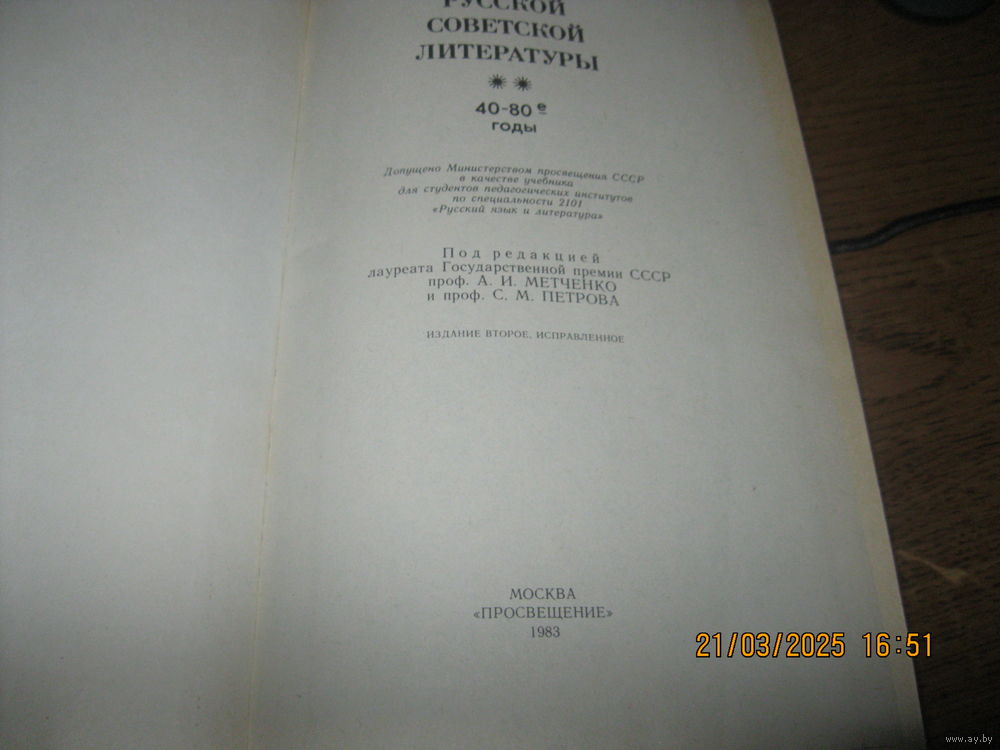 РУССКОЙ
СОВЕТСКОЙ
ЛИТЕРАТУРЫ
**
40-80е
годы
Допущено Министерством просвещения СССР
в качестве учебника
для студентов педагогических институтов
по специальности 2101
«Русский язык и литература»
Под редакцией
лауреата Государственной премии СССР
проф. А. И. МЕТЧЕНКО
и проф. С. М. ПЕТРОВА
ИЗДАНИЕ ВТОРОЕ, ИСПРАВЛЕННОЕ
МОСКВА
«ПРОСВЕЩЕНИЕ»
1983
21/03/2025 16:51
www.ay.by